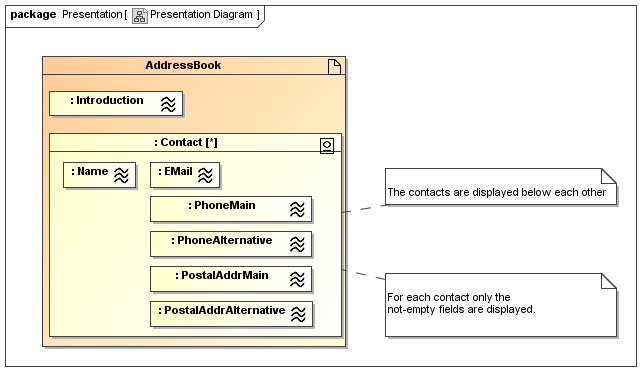 package Presentation [ Presentation Diagram ]
AddressBook
: Introduction
: Contact [*]
: Name
: EMail
: PhoneMain
: PhoneAlternative
: PostalAddrMain
: PostalAddrAlternative
The contacts are displayed below each other
For each contact only the
not-empty fields are displayed.